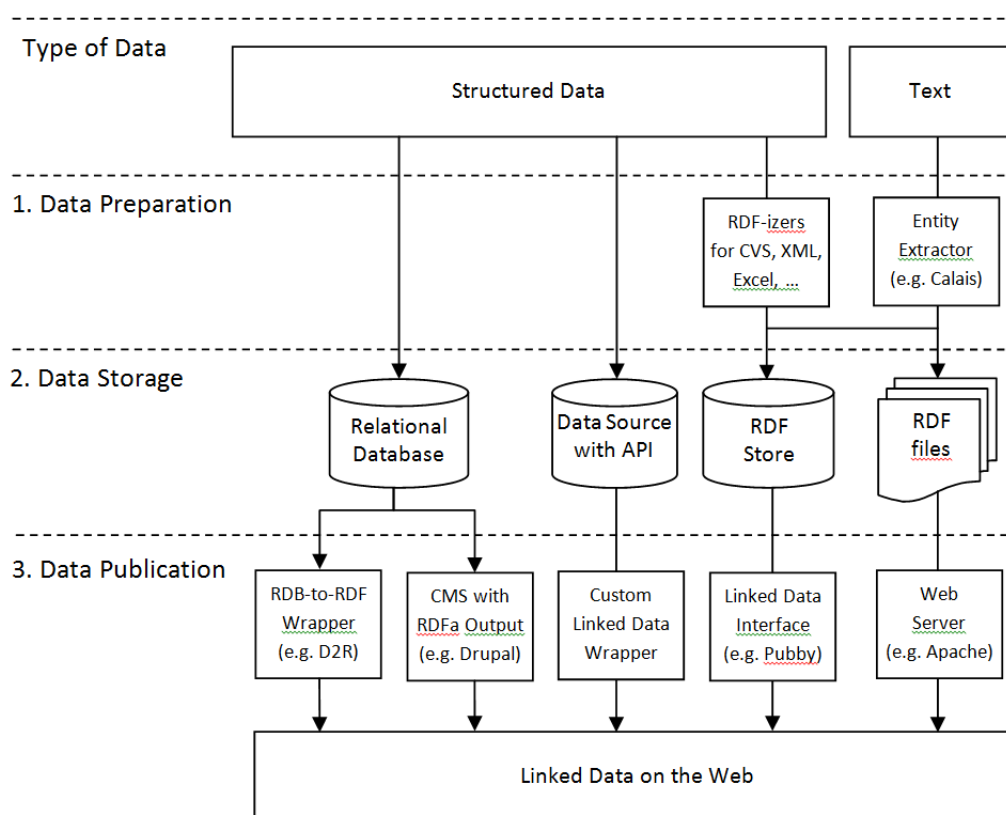 Type of Data
Structured Data
Text
1. Data Preparation
RDF-izers
for CVS, XML,
Excel, ...
Entity
Extractor
(e.g. Calais)
2. Data Storage
Relational
Database
Data Source
with API
RDF
Store
RDF
files
3. Data Publication
RDB-to-RDF
Wrapper
(e.g. D2R)
CMS with
RDFa Output
(e.g. Drupal)
Custom
Linked Data
Wrapper
Linked Data
Interface
(e.g. Pubby)
Web
Server
(e.g. Apache)
Linked Data on the Web